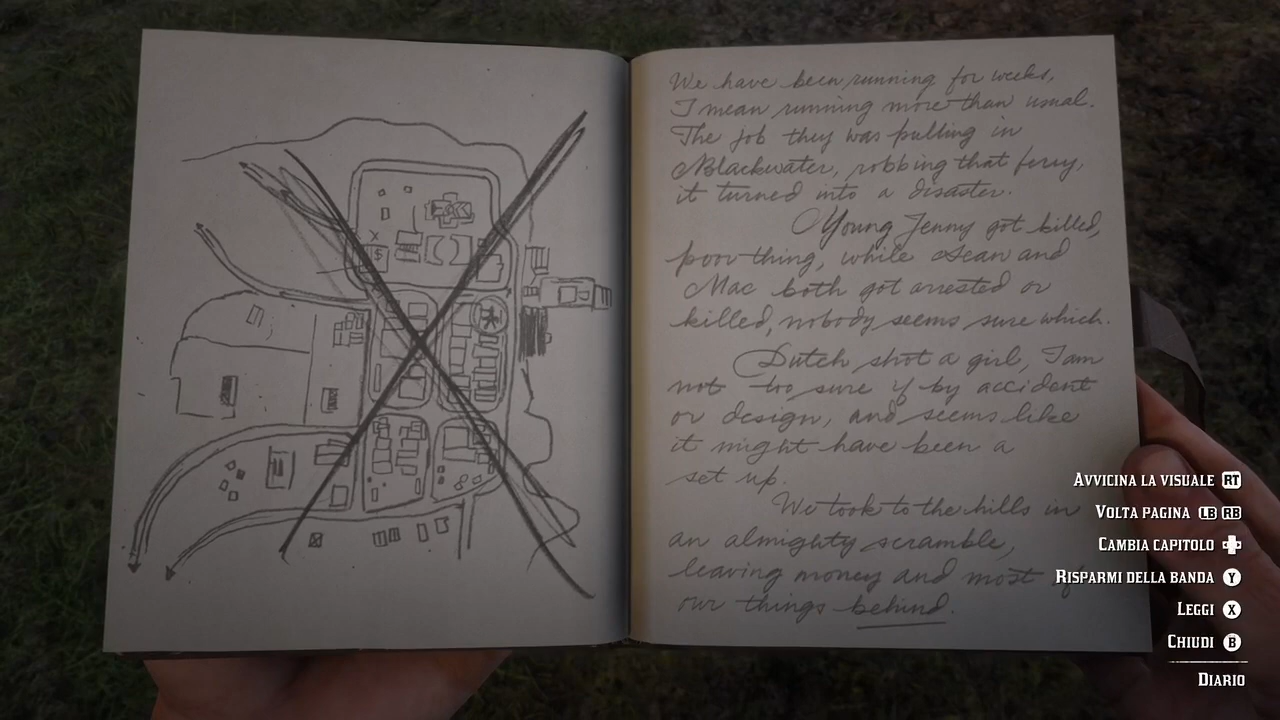 We have been running for weeks,
I mean running more than usual.
The job they was pulling in
Blackwater, robbing that ferry,
it turned into a disaster.
Young Jenny got killed,
poor thing, while Sean and
Mac both got arrested or
killed, nobody seems sure which.
Dutch shot a girl, I am
not too sure if by accident
or design, and seems like
it might have been a
set up.
We took to the hills in
an almighty scramble,
leaving money and most of
our things behind.
$
X
AVVICINA LA VISUALE RT
VOLTA PAGINA LB RB
CAMBIA CAPITOLO
RISPARMI DELLA BANDA Y
LEGGI X
CHIUDI B
DIARIO